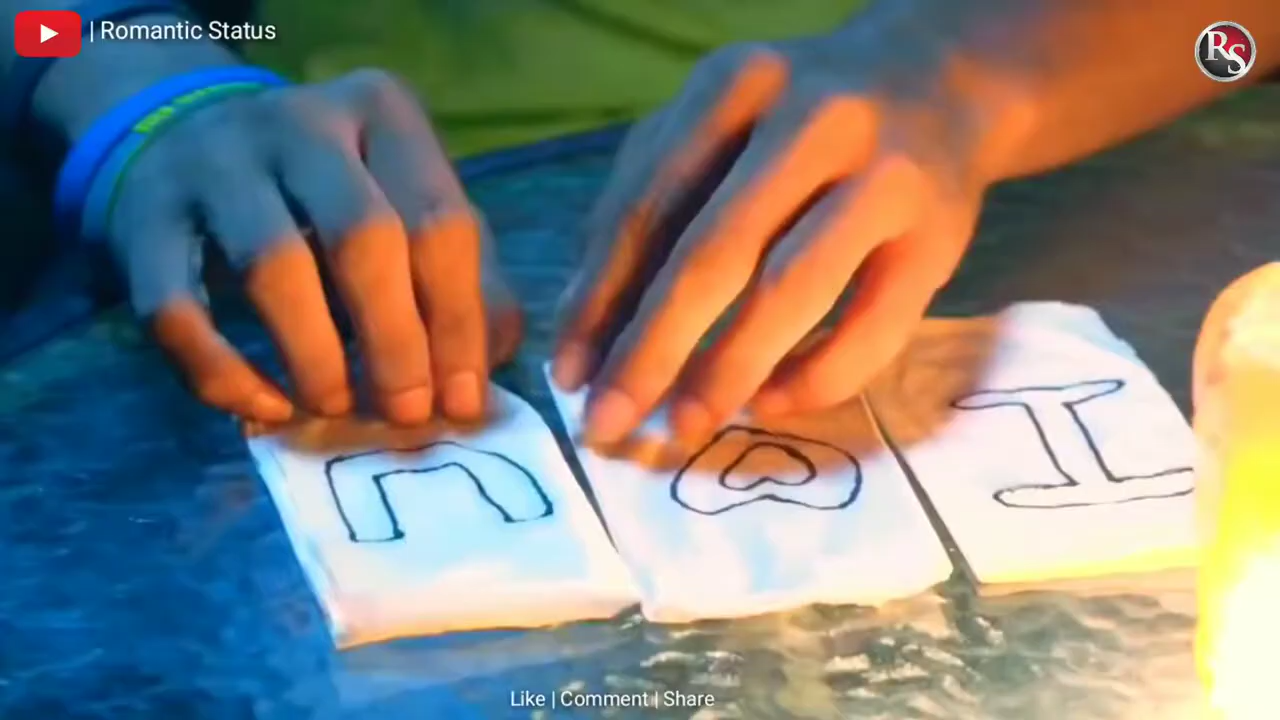 | Romantic Status
RS
I ♥ U
Like | Comment | Share